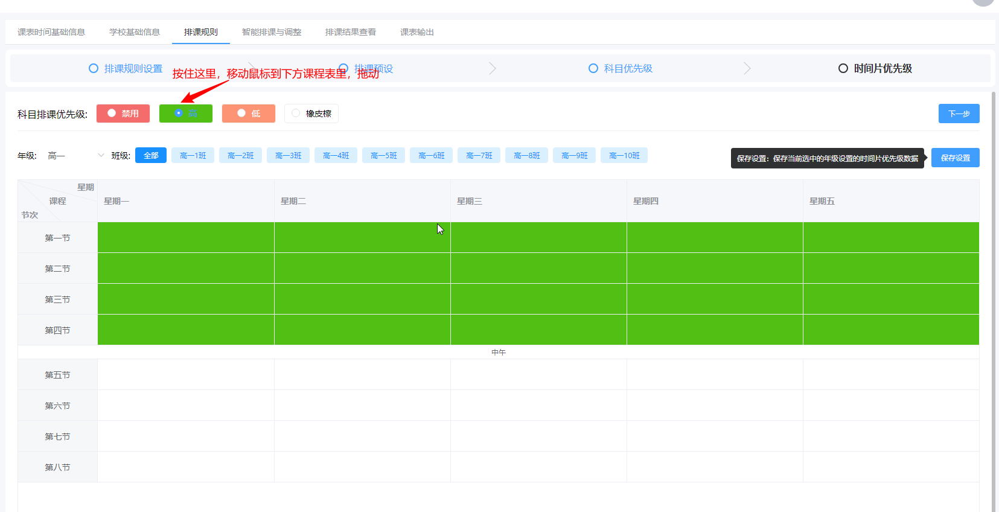 课表时间基础信息 学校基础信息 排课规则 智能排课与调整 排课结果查看 课表输出
排课规则设置 排课预设 科目优先级 时间片优先级
按住这里，移动鼠标到下方课程表里，拖动
科目排课优先级: 禁用 高 低 橡皮檫 下一步
年级: 高一 班级: 全部 高一1班 高一2班 高一3班 高一4班 高一5班 高一6班 高一7班 高一8班 高一9班 高一10班 保存设置：保存当前选中的年级设置的时间片优先级数据 保存设置
星期
课程 星期一 星期二 星期三 星期四 星期五
节次
第一节
第二节
第三节
第四节
中午
第五节
第六节
第七节
第八节